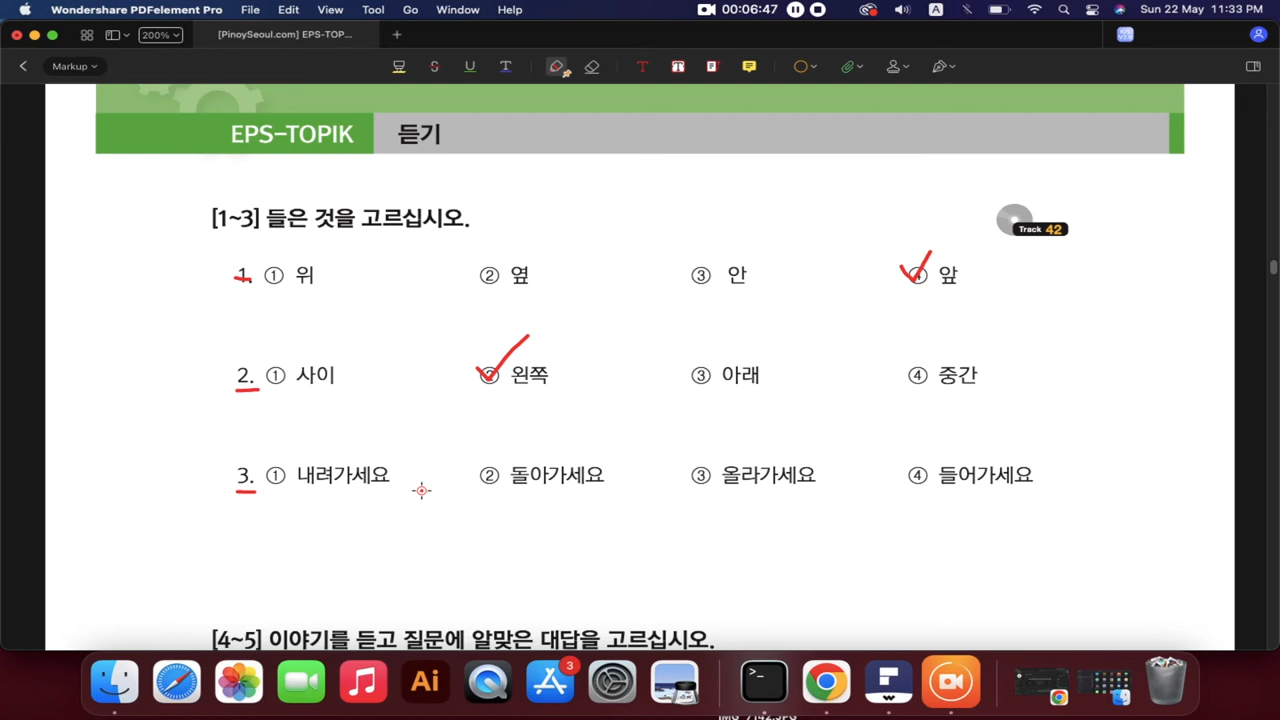 Wondershare PDFelement Pro File Edit View Tool Go Window Help 00:06:47 A Sun 22 May 11:33 PM
200% [PinoySeoul.com] EPS-TOP... +
Markup T T T
EPS-TOPIK 듣기
[1~3] 들은 것을 고르십시오.
Track 42
1. ① 위 ② 옆 ③ 안 ④ 앞
2. ① 사이 ② 왼쪽 ③ 아래 ④ 중간
3. ① 내려가세요 ② 돌아가세요 ③ 올라가세요 ④ 들어가세요
[4~5] 이야기를 듣고 질문에 알맞은 대답을 고르십시오.
Ai 3 >_